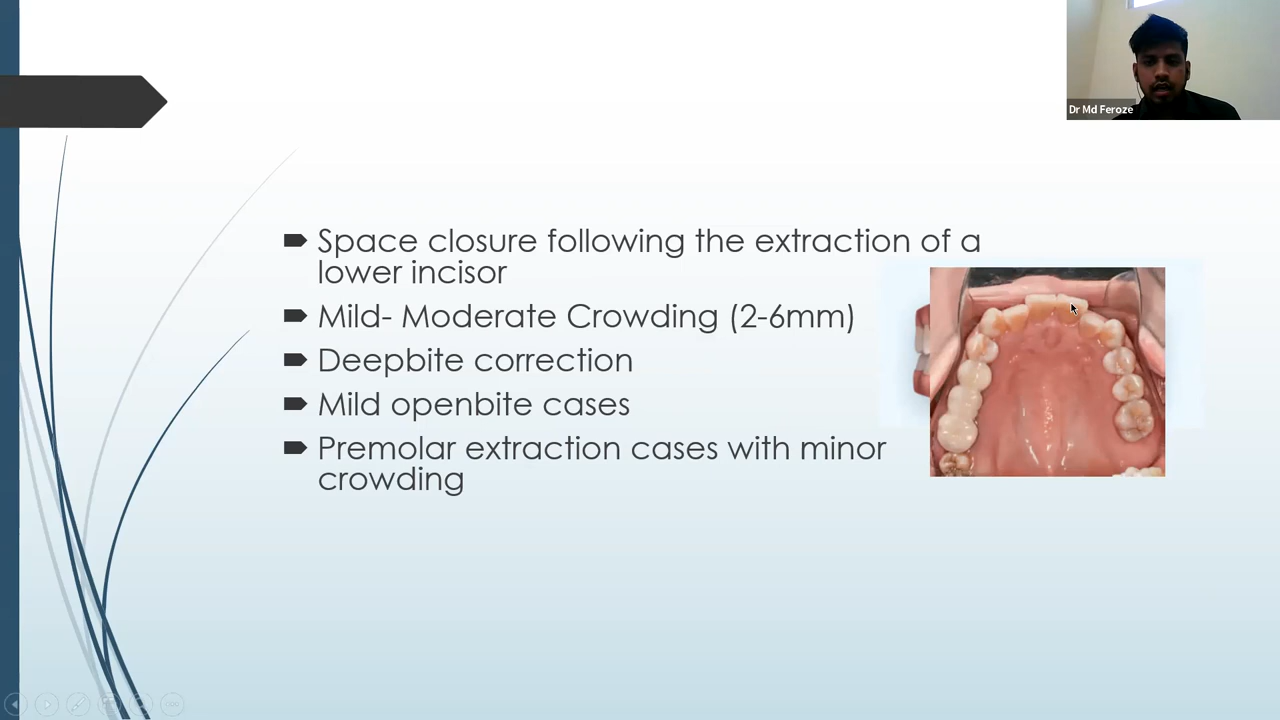 Dr Md Feroze
Space closure following the extraction of a
lower incisor
Mild- Moderate Crowding (2-6mm)
Deepbite correction
Mild openbite cases
Premolar extraction cases with minor
crowding